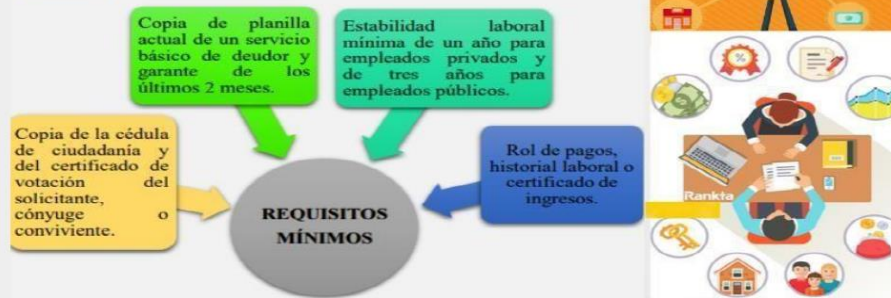 Copia de planilla
actual de un servicio
básico de deudor y
garante de los
últimos 2 meses.
Estabilidad laboral
mínima de un año para
empleados privados y
de tres años para
empleados públicos.
Copia de la cédula
de ciudadanía y
del certificado de
votación del
solicitante,
cónyuge o
conviviente.
Rol de pagos,
historial laboral o
certificado de
ingresos.
REQUISITOS
MÍNIMOS
Rankia
%